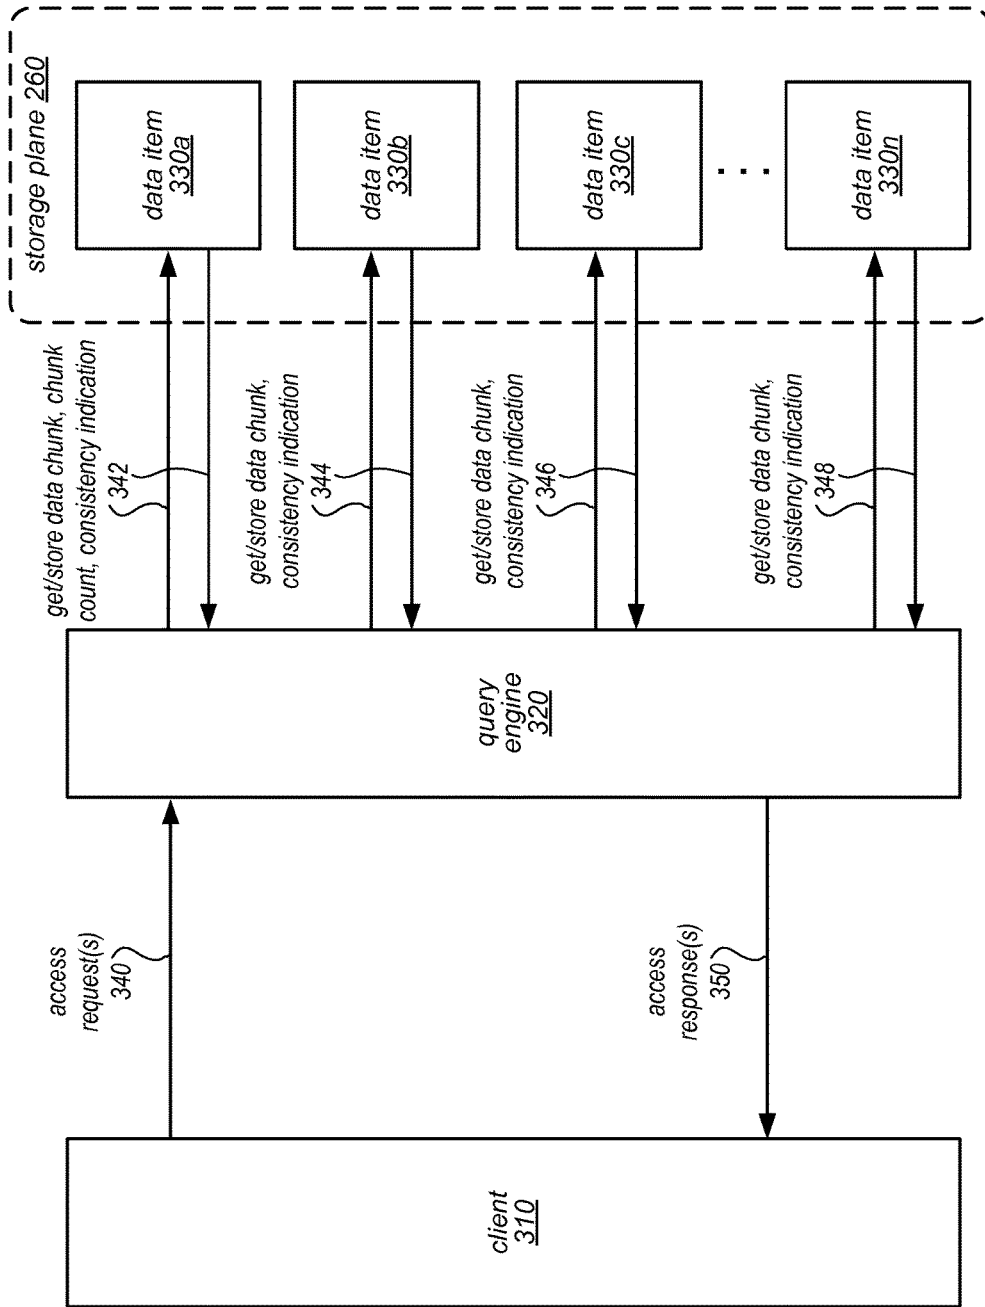 storage plane 260
data item
330a
data item
330b
data item
330c
. . .
data item
330n
get/store data chunk, chunk
count, consistency indication
342
get/store data chunk,
consistency indication
344
get/store data chunk,
consistency indication
346
get/store data chunk,
consistency indication
348
query
engine
320
access
request(s)
340
access
response(s)
350
client
310